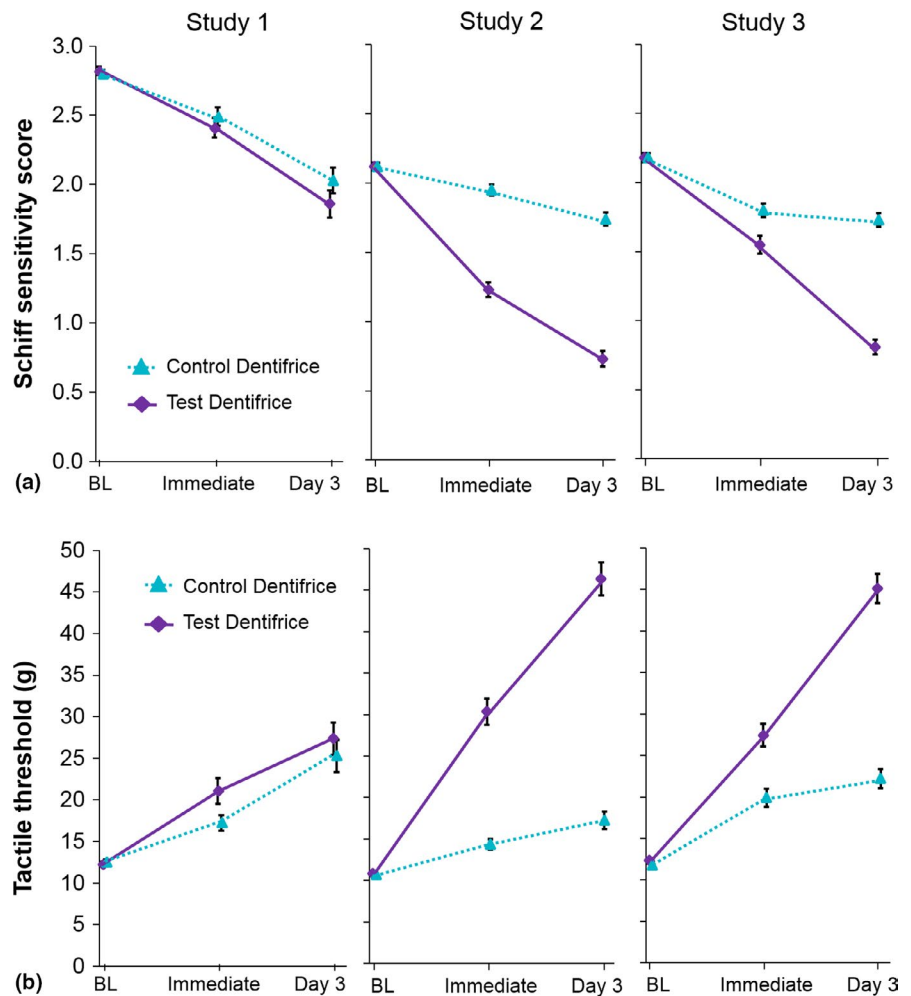 Study 1 Study 2 Study 3
Schiff sensitivity score
3.0
2.5
2.0
1.5
1.0
0.5
0.0
Control Dentifrice
Test Dentifrice
(a)
BL Immediate Day 3 BL Immediate Day 3 BL Immediate Day 3
Tactile threshold (g)
50
45
40
35
30
25
20
15
10
5
0
Control Dentifrice
Test Dentifrice
(b)
BL Immediate Day 3 BL Immediate Day 3 BL Immediate Day 3